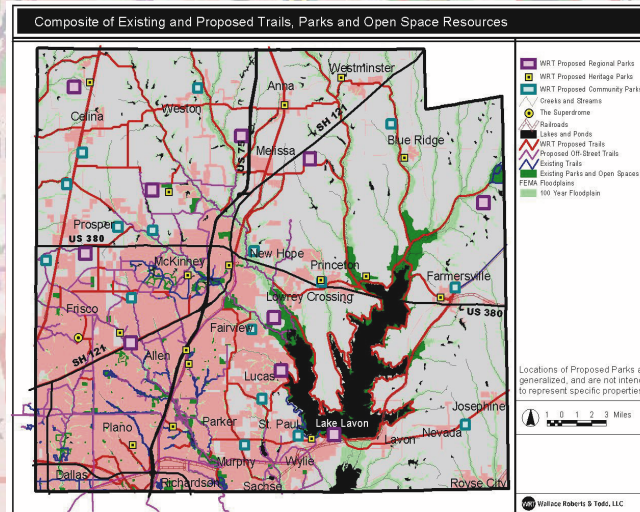 Composite of Existing and Proposed Trails, Parks and Open Space Resources
WRT Proposed Regional Parks
WRT Proposed Heritage Parks
WRT Proposed Community Parks
Creeks and Streams
The Superdrome
Railroads
Lakes and Ponds
WRT Proposed Trails
Proposed Off-Street Trails
Existing Trails
Existing Parks and Open Spaces
FEMA Floodplains
100 Year Floodplain
Westminster
Anna
Weston
Celina
SH 121
Blue Ridge
US 75
Melissa
Prosper
US 380
New Hope
McKinney
Princeton
Farmersville
Lowrey Crossing
US 380
Frisco
Fairview
SH 121
Allen
Lucas
Josephine
Parker
St. Paul
Lake Lavon
Nevada
Plano
Lavon
Murphy
Wylie
Dallas
Richardson
Sachse
Royse City
Locations of Proposed Parks a
generalized, and are not inten
to represent specific properties
1 0 1 2 3 Miles
WRT Wallace Roberts & Todd, LLC